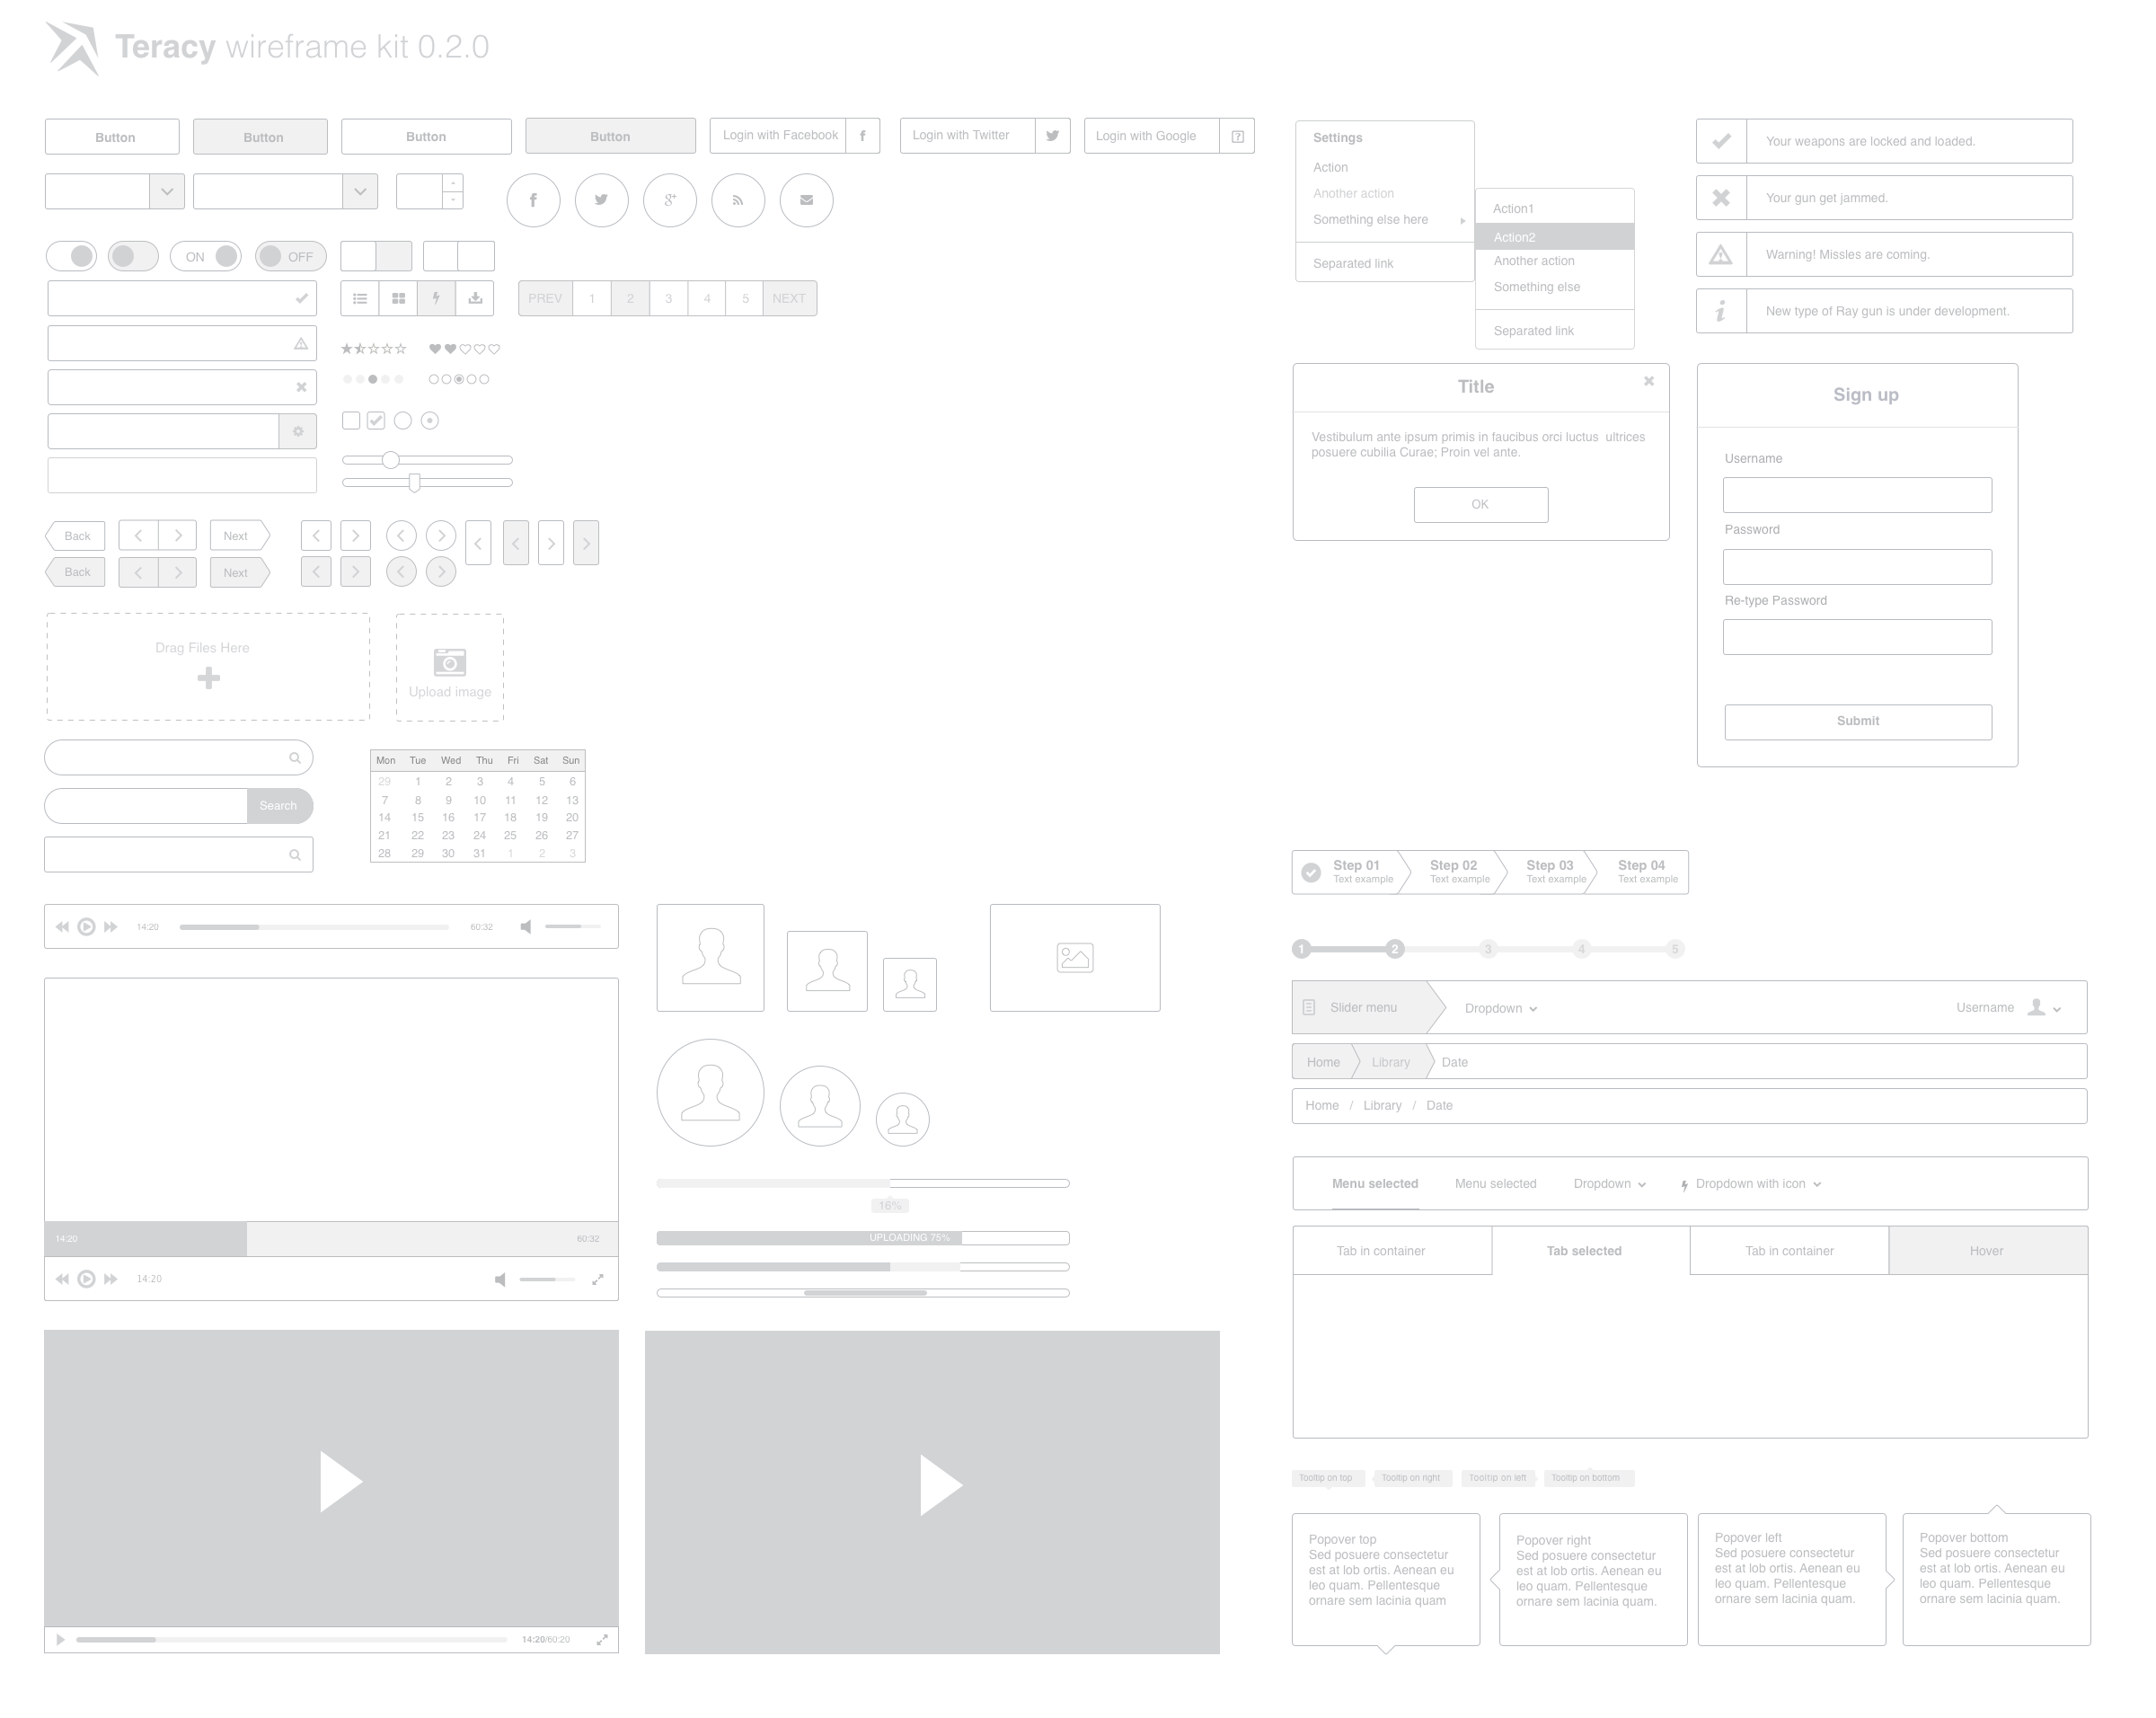 Teracy wireframe kit 0.2.0
Button
Button
Button
Button
Login with Facebook
Login with Twitter
Login with Google
ON
OFF
PREV 1 2 3 4 5 NEXT
Back
Next
Back
Next
Drag Files Here
Upload image
Search
Mon Tue Wed Thu Fri Sat Sun
29 1 2 3 4 5 6
7 8 9 10 11 12 13
14 15 16 17 18 19 20
21 22 23 24 25 26 27
28 29 30 31 1 2 3
14:20
60:32
14:20
60:32
14:20
14:20/60:20
16%
UPLOADING 75%
Settings
Action
Another action
Something else here
Separated link
Action1
Action2
Another action
Something else
Separated link
Your weapons are locked and loaded.
Your gun get jammed.
Warning! Missles are coming.
New type of Ray gun is under development.
Title
Vestibulum ante ipsum primis in faucibus orci luctus ultrices
posuere cubilia Curae; Proin vel ante.
OK
Sign up
Username
Password
Re-type Password
Submit
Step 01
Text example
Step 02
Text example
Step 03
Text example
Step 04
Text example
1 2 3 4 5
Slider menu
Dropdown
Username
Home Library Date
Home / Library / Date
Menu selected
Menu selected
Dropdown
Dropdown with icon
Tab in container
Tab selected
Tab in container
Hover
Tooltip on top
Tooltip on right
Tooltip on left
Tooltip on bottom
Popover top
Sed posuere consectetur
est at lob ortis. Aenean eu
leo quam. Pellentesque
ornare sem lacinia quam
Popover right
Sed posuere consectetur
est at lob ortis. Aenean eu
leo quam. Pellentesque
ornare sem lacinia quam.
Popover left
Sed posuere consectetur
est at lob ortis. Aenean eu
leo quam. Pellentesque
ornare sem lacinia quam.
Popover bottom
Sed posuere consectetur
est at lob ortis. Aenean eu
leo quam. Pellentesque
ornare sem lacinia quam.